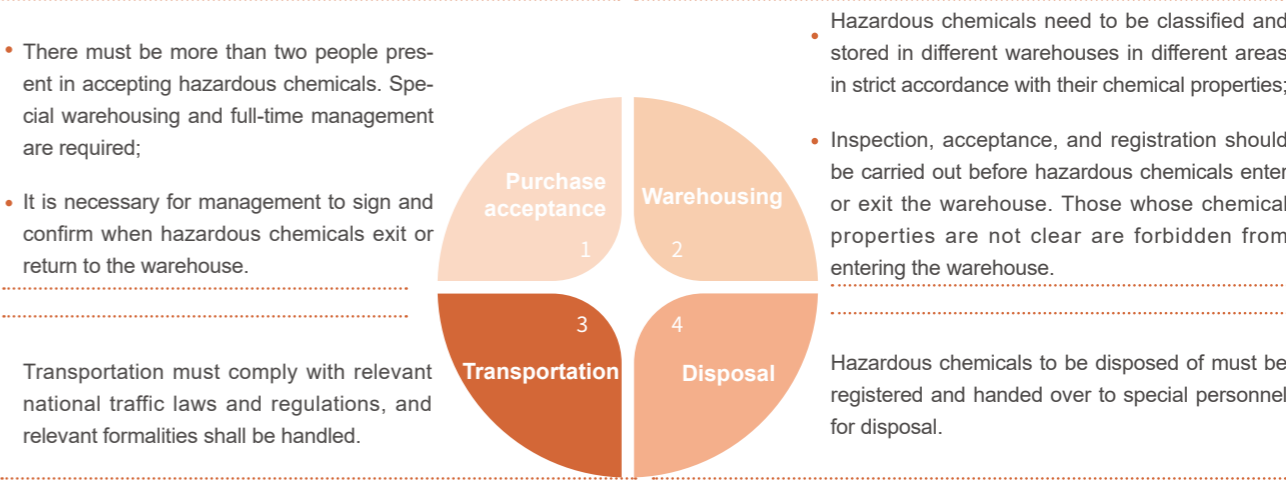 There must be more than two people pres-
ent in accepting hazardous chemicals. Spe-
cial warehousing and full-time management
are required;
It is necessary for management to sign and
confirm when hazardous chemicals exit or
return to the warehouse.
Purchase
acceptance
1
Warehousing
2
Hazardous chemicals need to be classified and
stored in different warehouses in different areas
in strict accordance with their chemical properties;
Inspection, acceptance, and registration should
be carried out before hazardous chemicals enter
or exit the warehouse. Those whose chemical
properties are not clear are forbidden from
entering the warehouse.
3
Transportation
Transportation must comply with relevant
national traffic laws and regulations, and
relevant formalities shall be handled.
4
Disposal
Hazardous chemicals to be disposed of must be
registered and handed over to special personnel
for disposal.